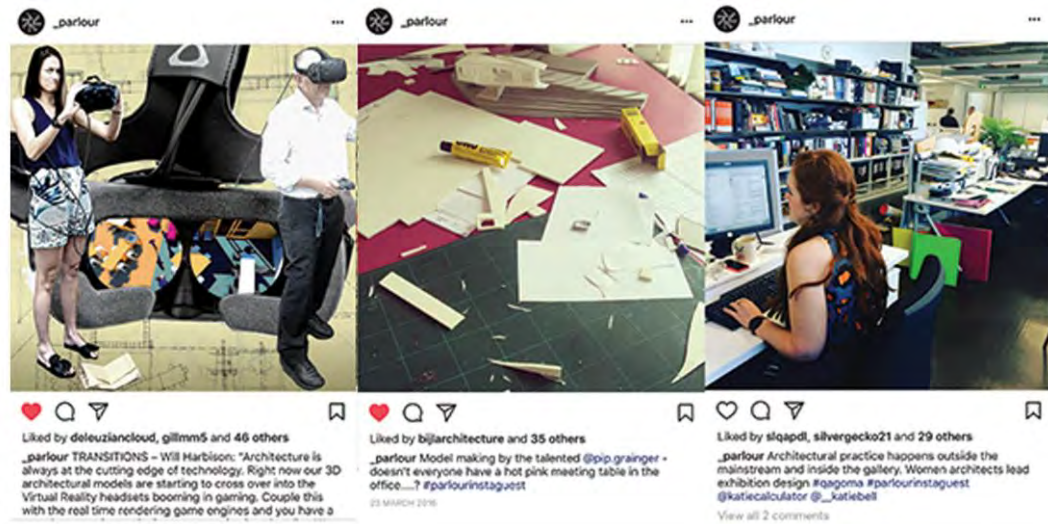 _parlour
Liked by deleuziancloud, gillmm5 and 46 others
_parlour TRANSITIONS – Will Harbison: "Architecture is
always at the cutting edge of technology. Right now our 3D
architectural models are starting to cross over into the
Virtual Reality headsets booming in gaming. Couple this
with the real time rendering game engines and you have a
_parlour
UHU
Liked by bijlarchitecture and 35 others
_parlour Model making by the talented @pip.grainger -
doesn't everyone have a hot pink meeting table in the
office....? #parlourinstaguest
23 MARCH 2016
_parlour
Liked by slqapdl, silvergecko21 and 29 others
_parlour Architectural practice happens outside the
mainstream and inside the gallery. Women architects lead
exhibition design #qagoma #parlourinstaguest
@katiecalculator @__katiebell
View all 2 comments